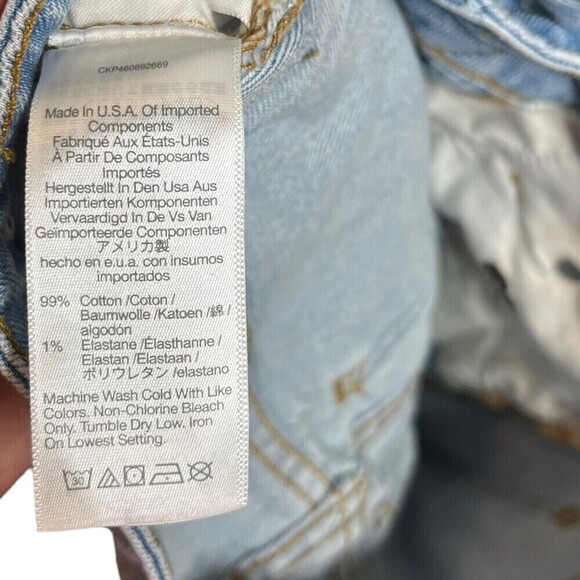 CKP460892669
Made In U.S.A. Of Imported
Components
Fabriqué Aux États-Unis
À Partir De Composants
Importés
Hergestellt In Den Usa Aus
Importierten Komponenten
Vervaardigd In De Vs Van
Geïmporteerde Componenten
アメリカ製
hecho en e.u.a. con insumos
importados
99% Cotton /Coton /
Baumwolle /Katoen /綿 /
algodón
1% Elastane /Élasthanne /
Elastan /Elastaan /
ポリウレタン /elastano
Machine Wash Cold With Like
Colors. Non-Chlorine Bleach
Only. Tumble Dry Low. Iron
On Lowest Setting.
30